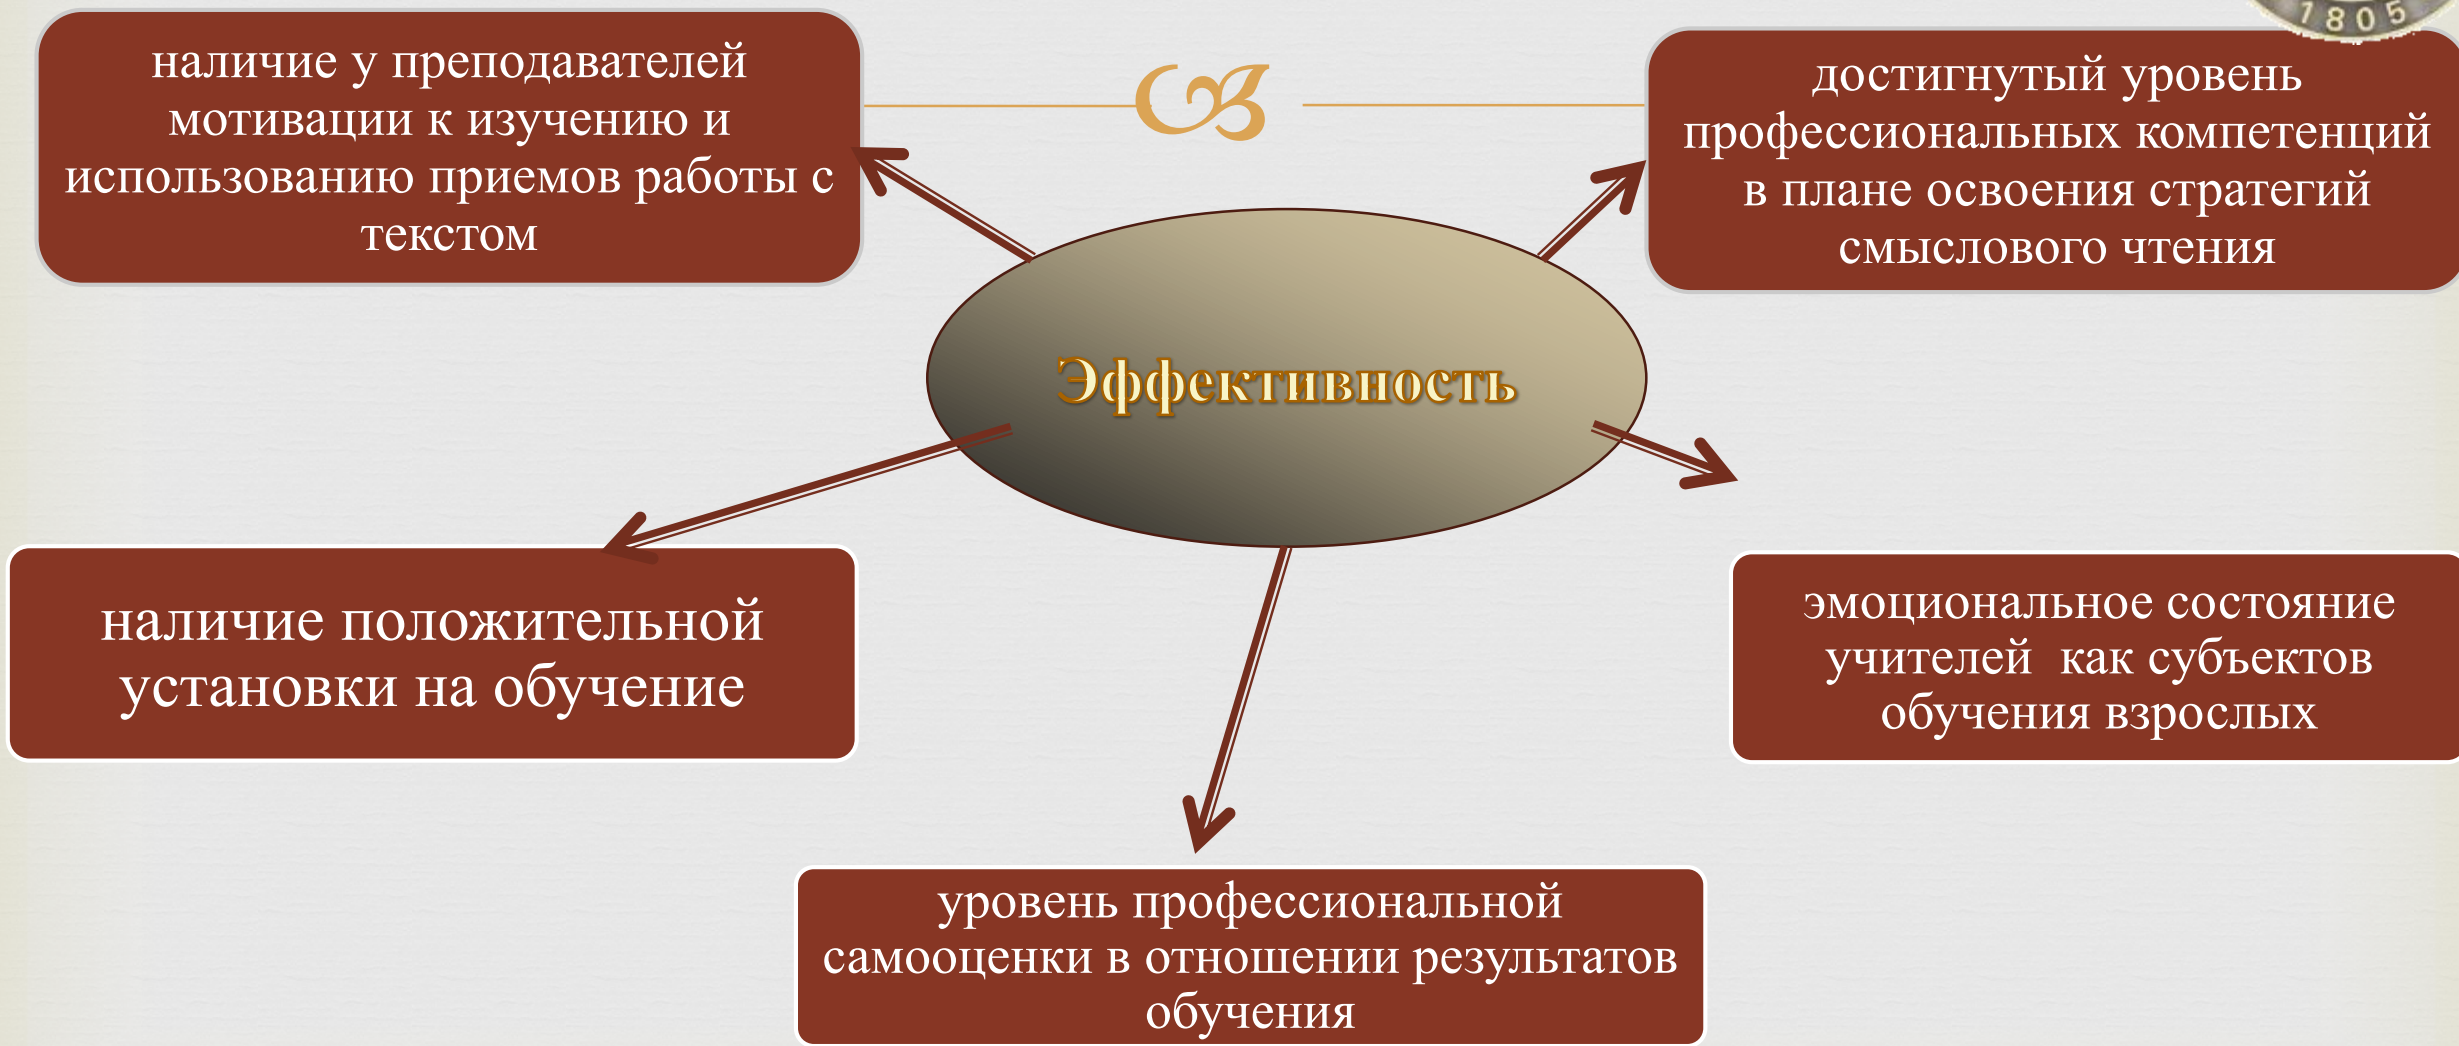 наличие у преподавателей
мотивации к изучению и
использованию приемов работы с
текстом
1805
достигнутый уровень
профессиональных компетенций
в плане освоения стратегий
смыслового чтения
Эффективность
наличие положительной
установки на обучение
эмоциональное состояние
учителей как субъектов
обучения взрослых
уровень профессиональной
самооценки в отношении результатов
обучения